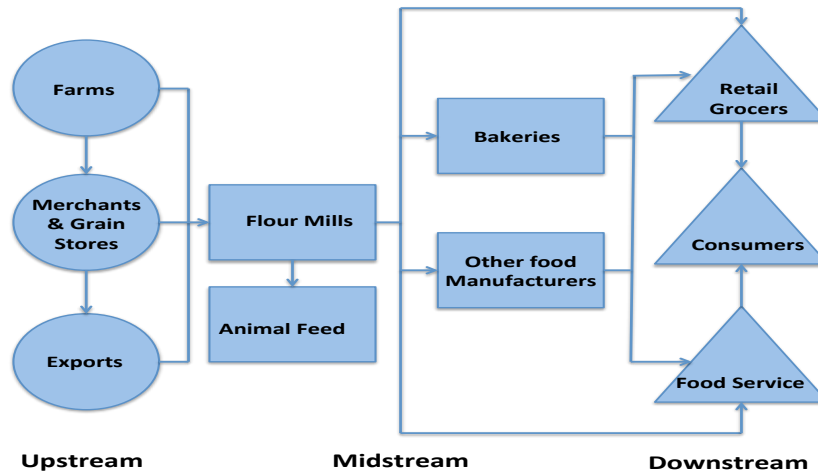 Farms
Merchants
& Grain
Stores
Exports
Flour Mills
Animal Feed
Bakeries
Other food
Manufacturers
Retail
Grocers
Consumers
Food Service
Upstream
Midstream
Downstream